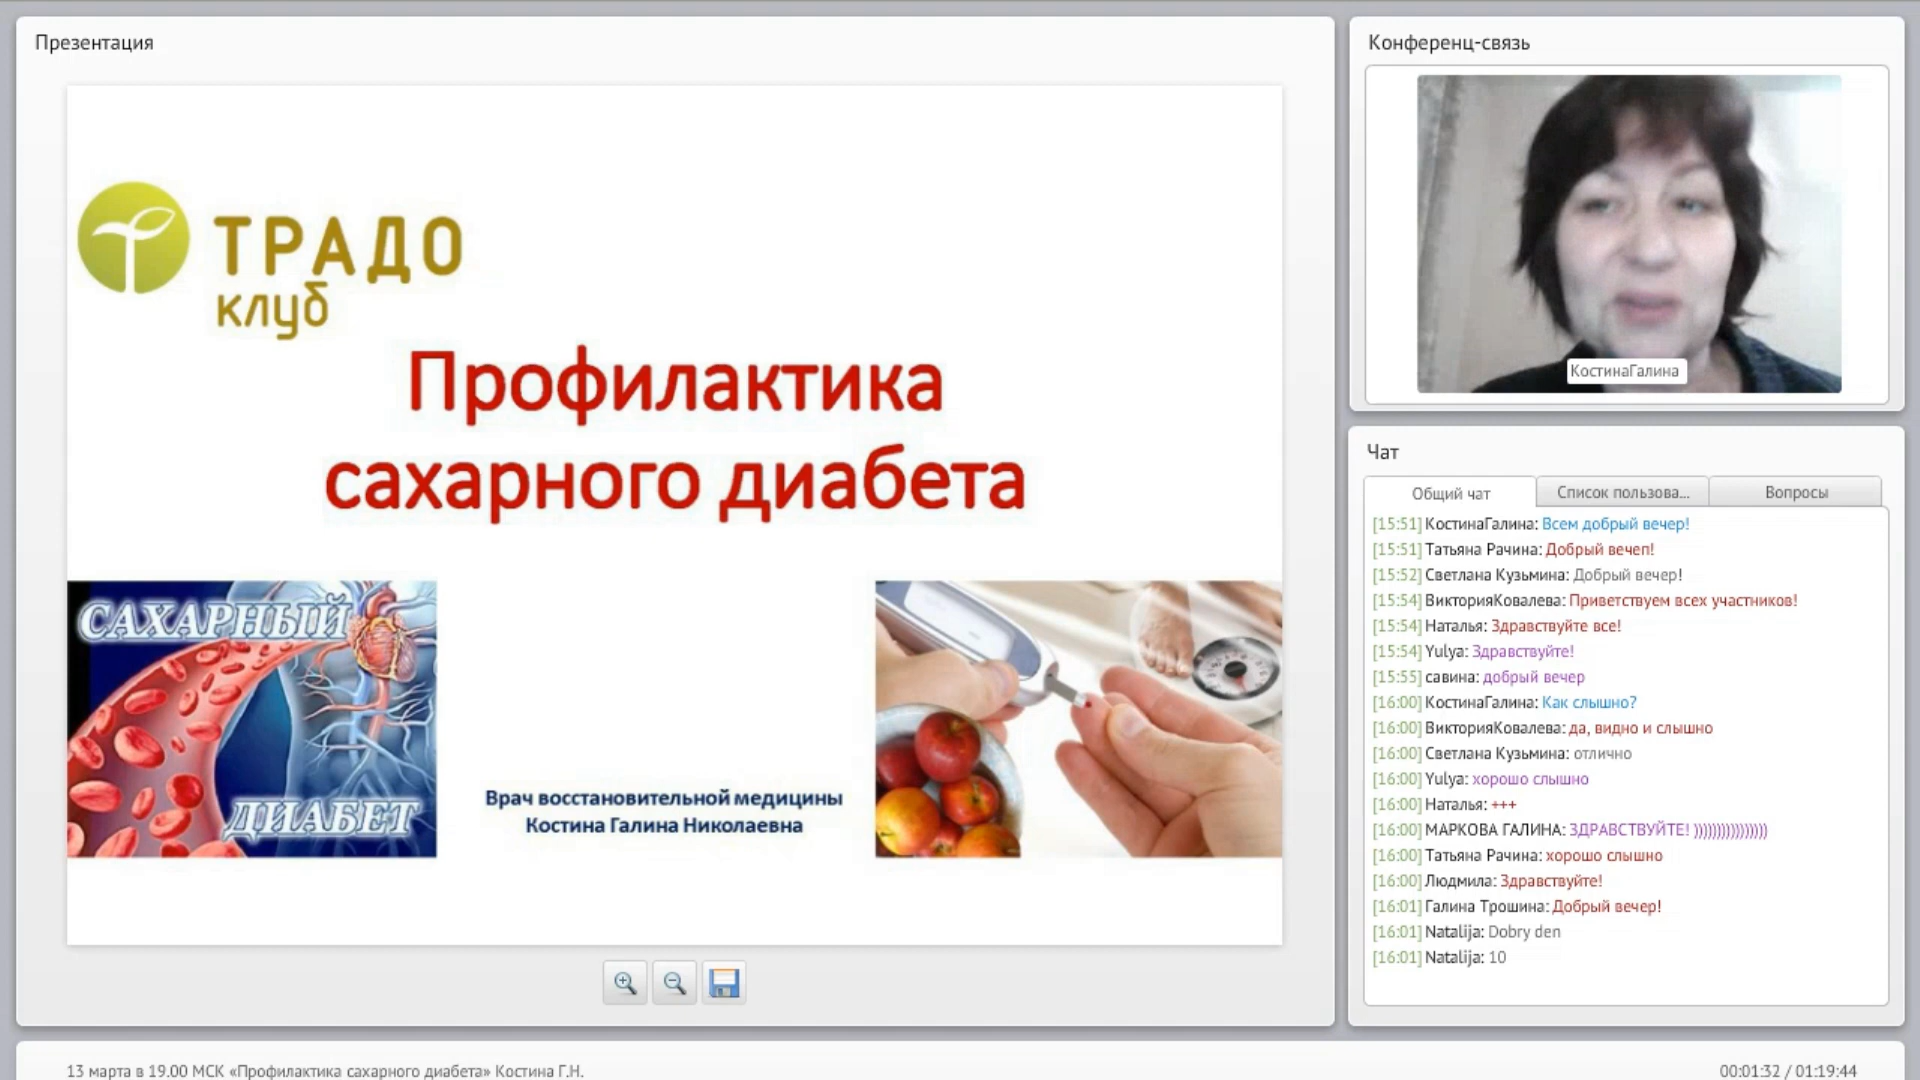 Презентация
ТРАДО
клуб
Профилактика
сахарного диабета
САХАРНЫЙ
ДИАБЕТ
Врач восстановительной медицины
Костина Галина Николаевна
Конференц-связь
КостинаГалина
Чат
Общий чат
Список пользова...
Вопросы
[15:51] КостинаГалина: Всем добрый вечер!
[15:51] Татьяна Рачина: Добрый вечеп!
[15:52] Светлана Кузьмина: Добрый вечер!
[15:54] ВикторияКовалева: Приветствуем всех участников!
[15:54] Наталья: Здравствуйте все!
[15:54] Yulya: Здравствуйте!
[15:55] савина: добрый вечер
[16:00] КостинаГалина: Как слышно?
[16:00] ВикторияКовалева: да, видно и слышно
[16:00] Светлана Кузьмина: отлично
[16:00] Yulya: хорошо слышно
[16:00] Наталья: +++
[16:00] МАРКОВА ГАЛИНА: ЗДРАВСТВУЙТЕ! ))))))))))))))))
[16:00] Татьяна Рачина: хорошо слышно
[16:00] Людмила: Здравствуйте!
[16:01] Галина Трошина: Добрый вечер!
[16:01] Natalija: Dobry den
[16:01] Natalija: 10
13 марта в 19.00 МСК «Профилактика сахарного диабета» Костина Г.Н.
00:01:32 / 01:19:44